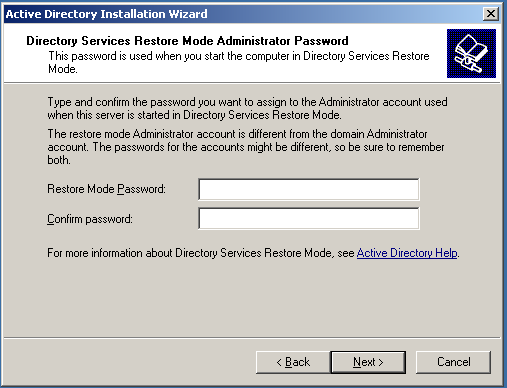 Active Directory Installation Wizard
Directory Services Restore Mode Administrator Password
This password is used when you start the computer in Directory Services Restore
Mode.
Type and confirm the password you want to assign to the Administrator account used
when this server is started in Directory Services Restore Mode.
The restore mode Administrator account is different from the domain Administrator
account. The passwords for the accounts might be different, so be sure to remember
both.
Restore Mode Password:
Confirm password:
For more information about Directory Services Restore Mode, see Active Directory Help.
< Back
Next >
Cancel